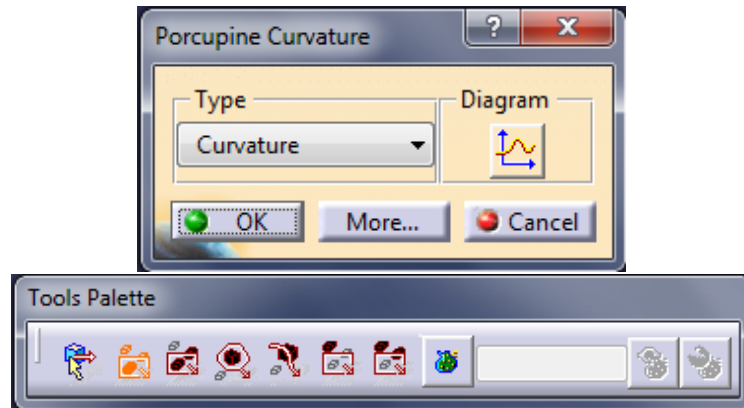 Porcupine Curvature
?
X
Type
Diagram
Curvature
OK
More...
Cancel
Tools Palette